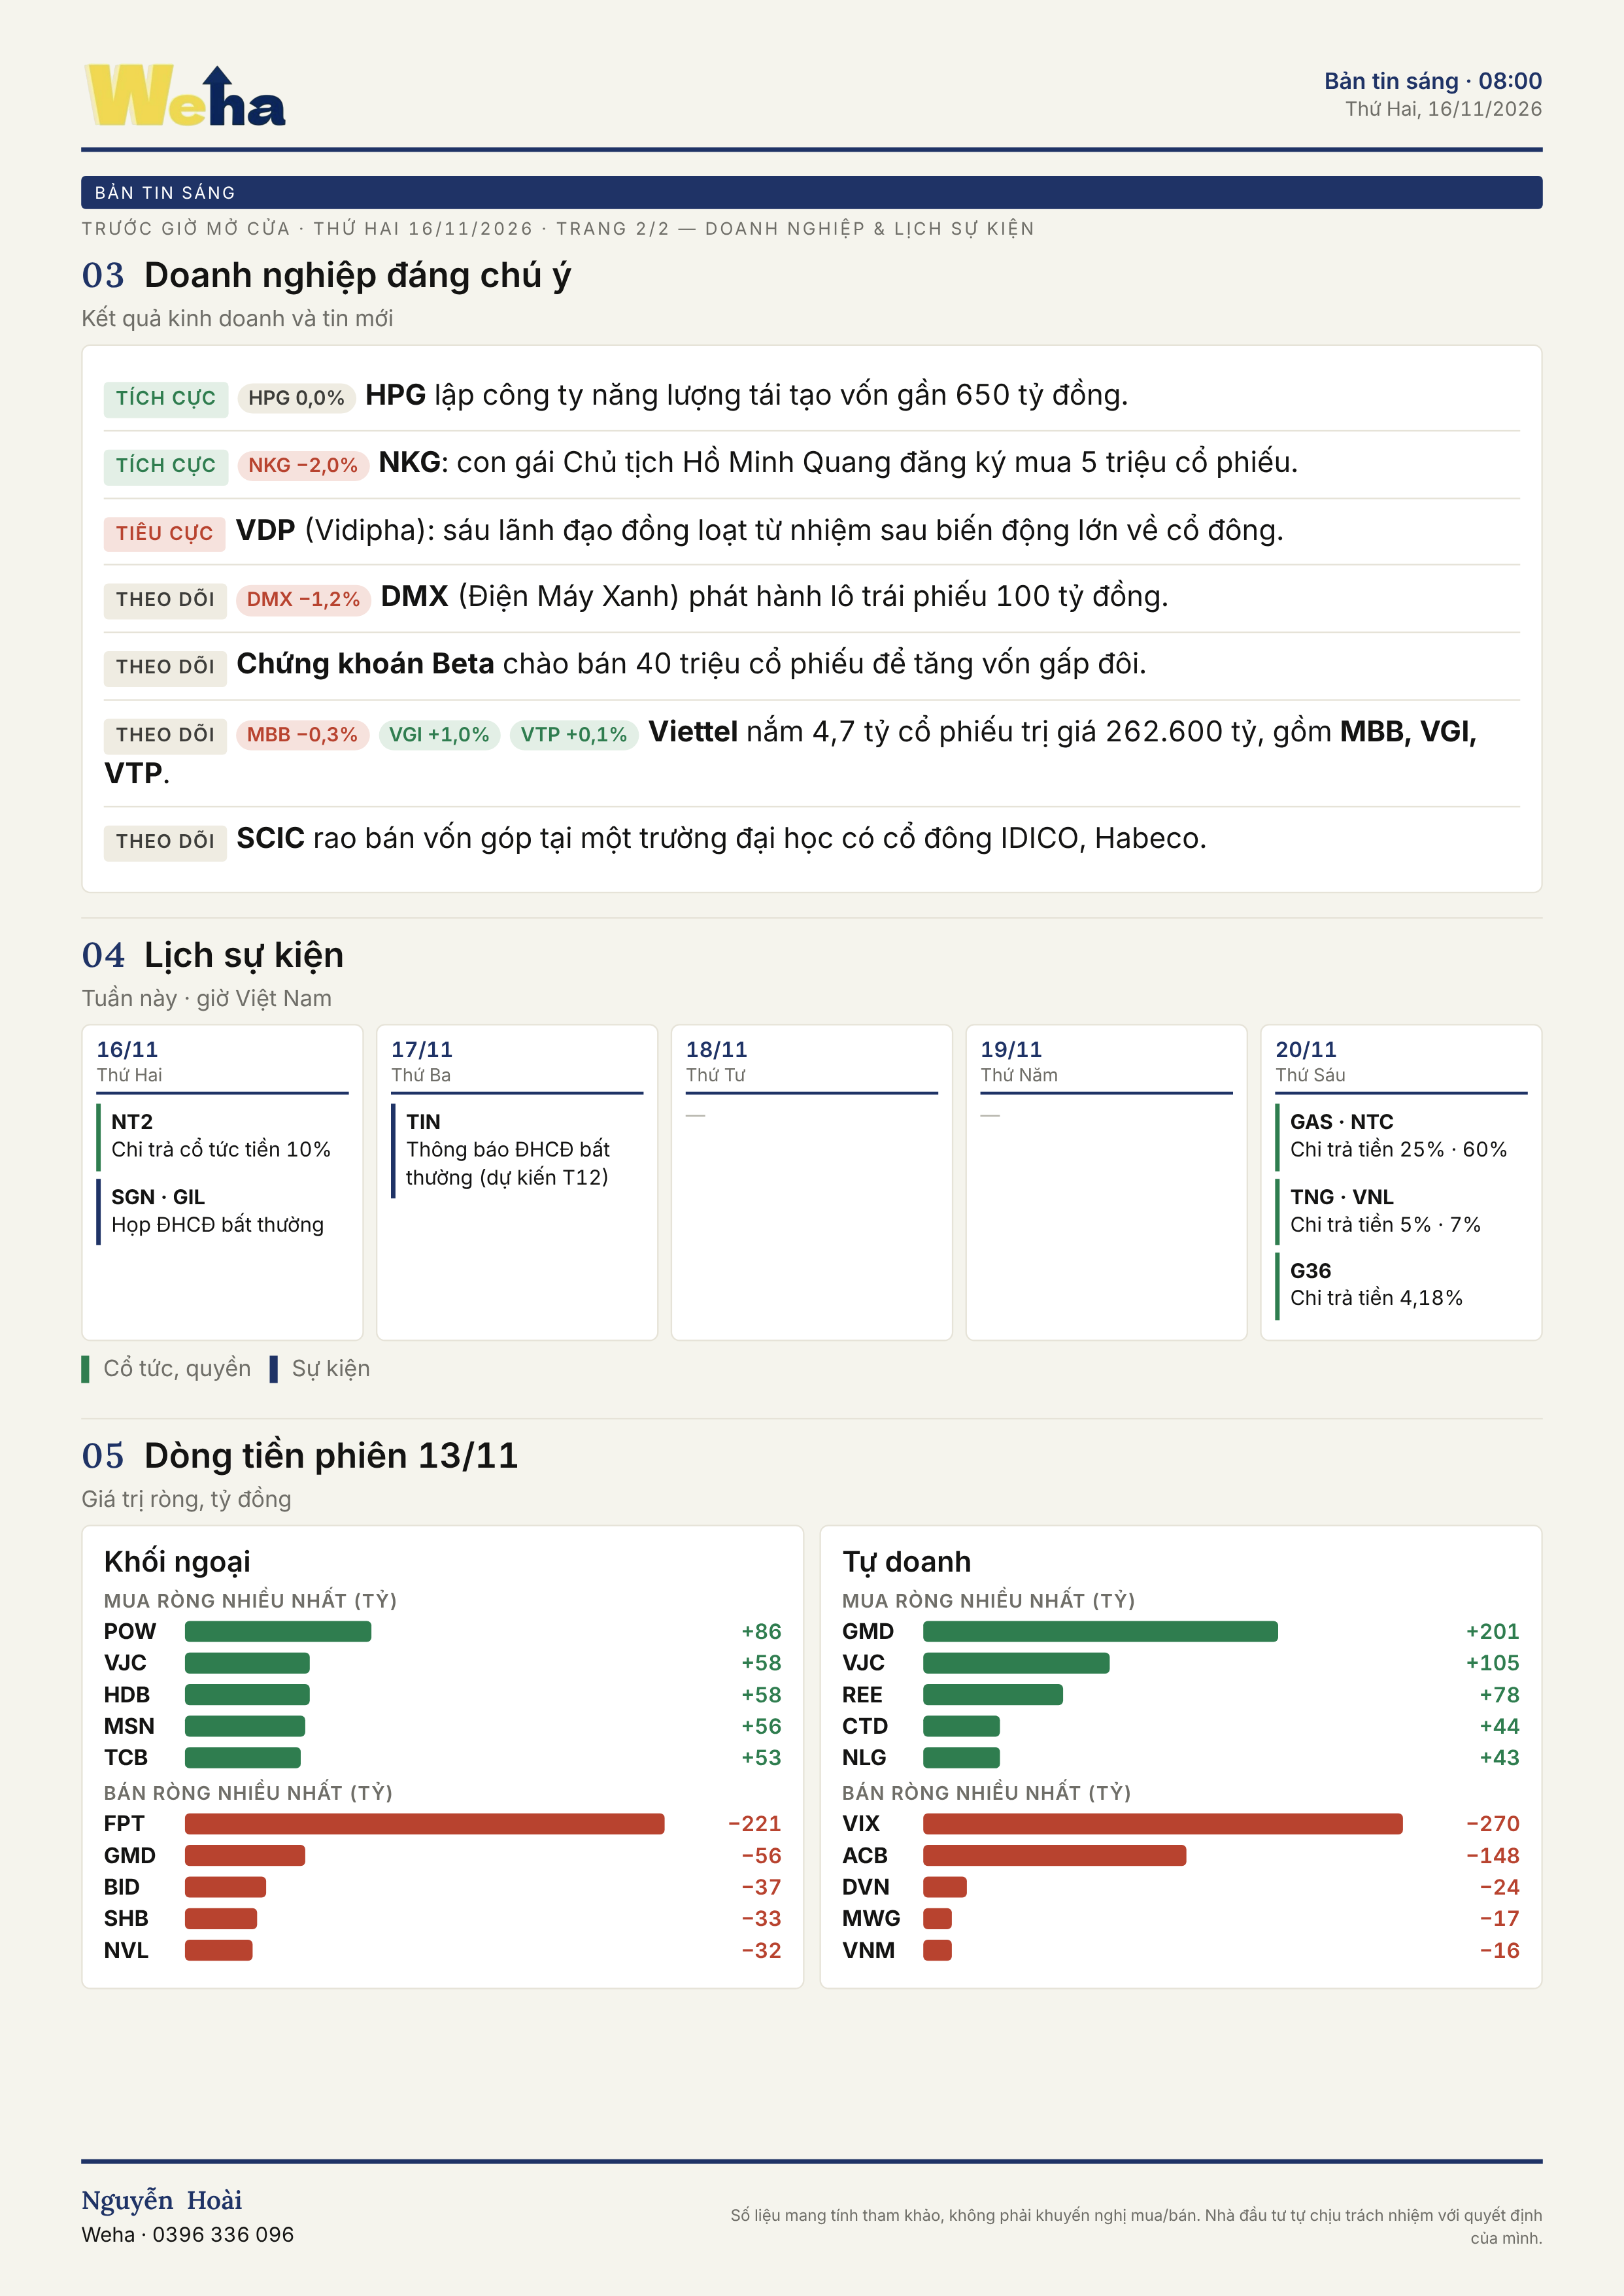 Weha
Bản tin sáng · 08:00
Thứ Hai, 16/11/2026
BẢN TIN SÁNG
TRƯỚC GIỜ MỞ CỬA · THỨ HAI 16/11/2026 · TRANG 2/2 — DOANH NGHIỆP & LỊCH SỰ KIỆN
03 Doanh nghiệp đáng chú ý
Kết quả kinh doanh và tin mới
TÍCH CỰC HPG 0,0% HPG lập công ty năng lượng tái tạo vốn gần 650 tỷ đồng.
TÍCH CỰC NKG −2,0% NKG: con gái Chủ tịch Hồ Minh Quang đăng ký mua 5 triệu cổ phiếu.
TIÊU CỰC VDP (Vidipha): sáu lãnh đạo đồng loạt từ nhiệm sau biến động lớn về cổ đông.
THEO DÕI DMX −1,2% DMX (Điện Máy Xanh) phát hành lô trái phiếu 100 tỷ đồng.
THEO DÕI Chứng khoán Beta chào bán 40 triệu cổ phiếu để tăng vốn gấp đôi.
THEO DÕI MBB −0,3% VGI +1,0% VTP +0,1% Viettel nắm 4,7 tỷ cổ phiếu trị giá 262.600 tỷ, gồm MBB, VGI,
VTP.
THEO DÕI SCIC rao bán vốn góp tại một trường đại học có cổ đông IDICO, Habeco.
04 Lịch sự kiện
Tuần này · giờ Việt Nam
16/11
Thứ Hai
NT2
Chi trả cổ tức tiền 10%
SGN · GIL
Họp ĐHCĐ bất thường
17/11
Thứ Ba
TIN
Thông báo ĐHCĐ bất
thường (dự kiến T12)
18/11
Thứ Tư
—
19/11
Thứ Năm
—
20/11
Thứ Sáu
GAS · NTC
Chi trả tiền 25% · 60%
TNG · VNL
Chi trả tiền 5% · 7%
G36
Chi trả tiền 4,18%
Cổ tức, quyền Sự kiện
05 Dòng tiền phiên 13/11
Giá trị ròng, tỷ đồng
Khối ngoại
MUA RÒNG NHIỀU NHẤT (TỶ)
POW +86
VJC +58
HDB +58
MSN +56
TCB +53
BÁN RÒNG NHIỀU NHẤT (TỶ)
FPT −221
GMD −56
BID −37
SHB −33
NVL −32
Tự doanh
MUA RÒNG NHIỀU NHẤT (TỶ)
GMD +201
VJC +105
REE +78
CTD +44
NLG +43
BÁN RÒNG NHIỀU NHẤT (TỶ)
VIX −270
ACB −148
DVN −24
MWG −17
VNM −16
Nguyễn Hoài
Weha · 0396 336 096
Số liệu mang tính tham khảo, không phải khuyến nghị mua/bán. Nhà đầu tư tự chịu trách nhiệm với quyết định
của mình.